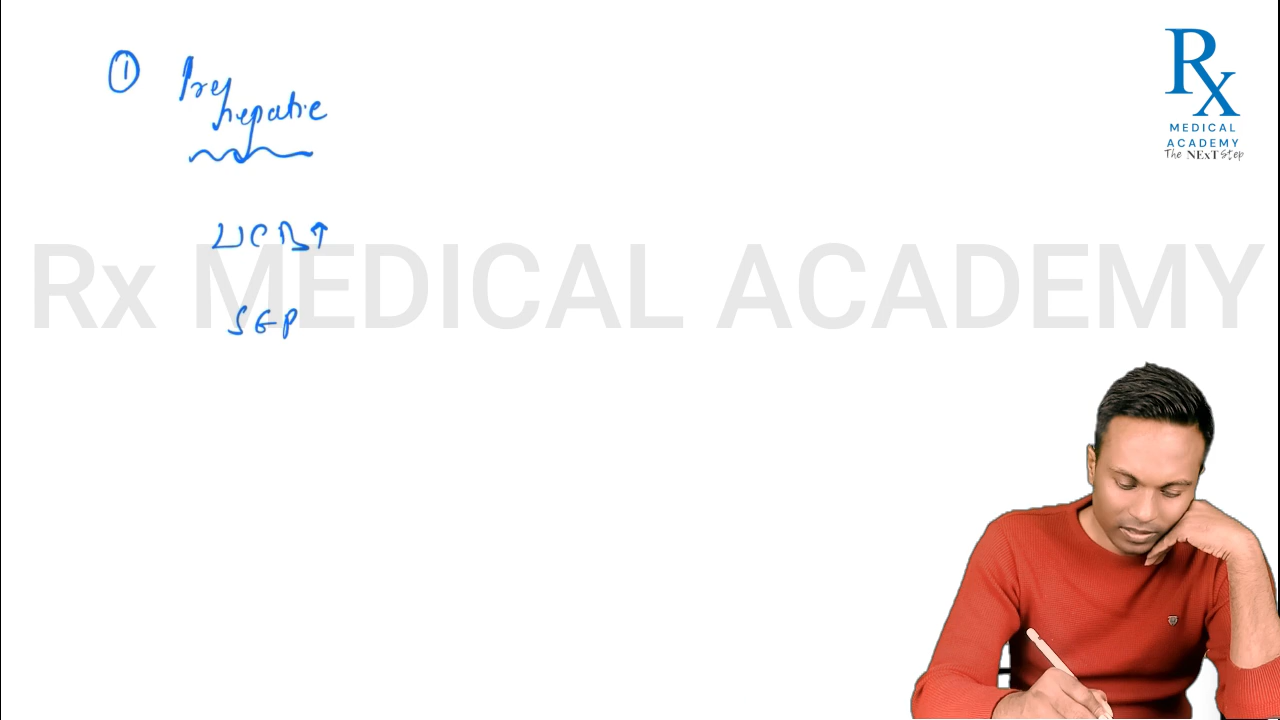 ① Pre
hepatic
UCB↑
SGP
Rx
MEDICAL
ACADEMY
The NExT Step
Rx MEDICAL ACADEMY